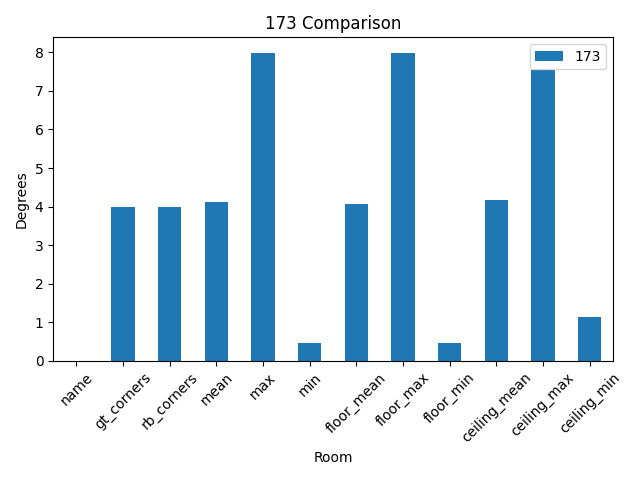 173 Comparison
173
Degrees
8
7
6
5
4
3
2
1
0
name
gt_corners
rb_corners
mean
max
min
floor_mean
floor_max
floor_min
ceiling_mean
ceiling_max
ceiling_min
Room